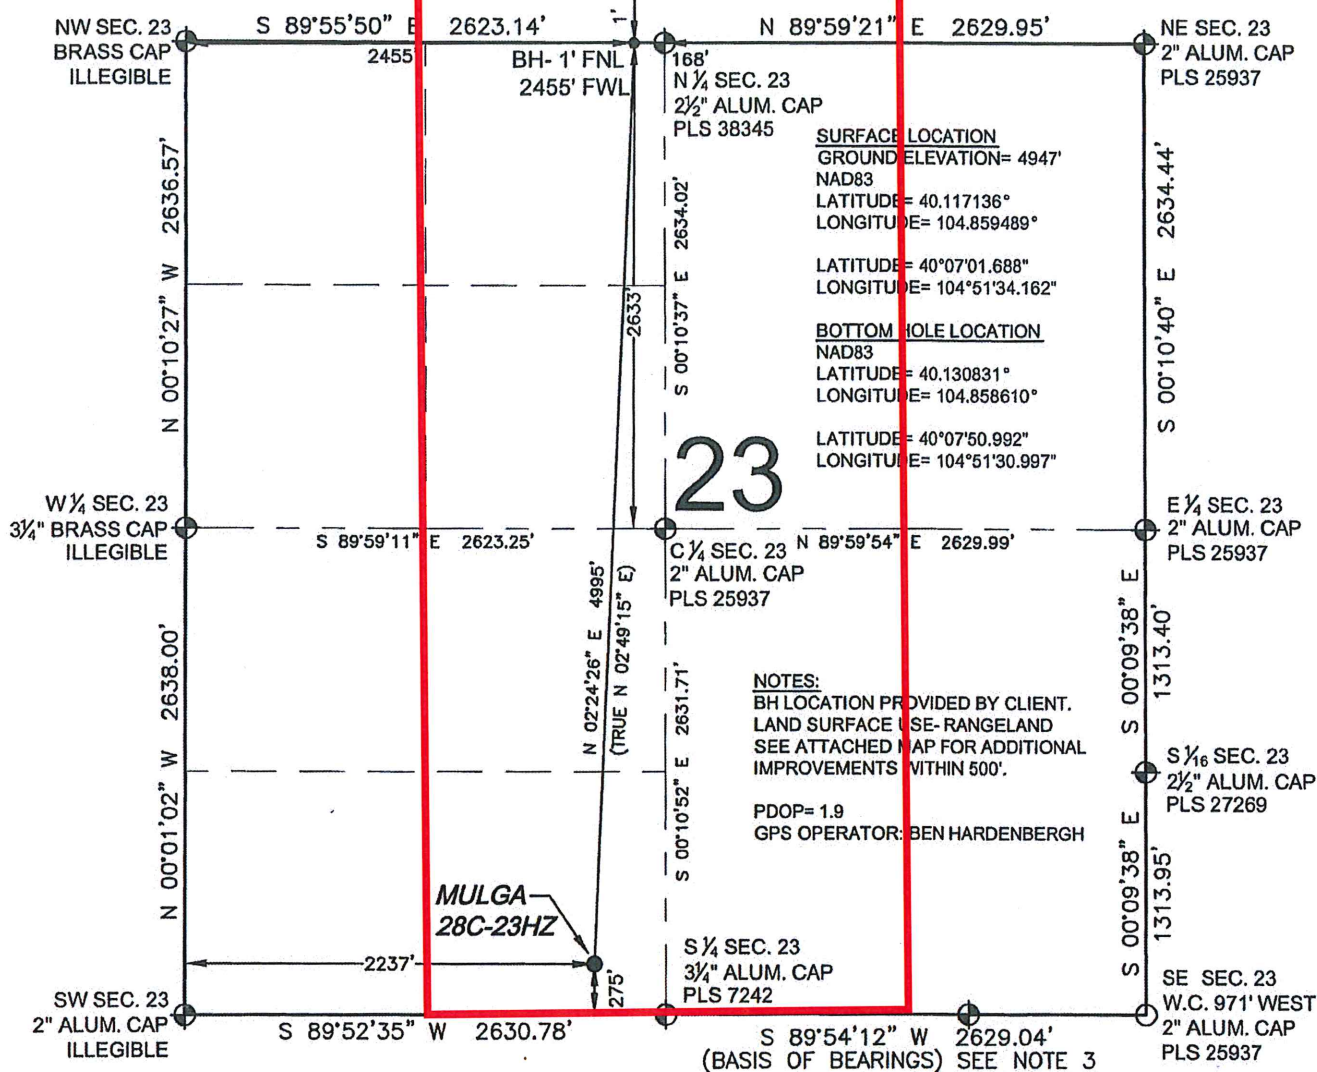 NW SEC. 23
BRASS CAP
ILLEGIBLE
S 89°55'50" E 2623.14'
1'
N 89°59'21" E 2629.95'
NE SEC. 23
2" ALUM. CAP
PLS 25937
2455'
BH- 1' FNL
2455' FWL
168'
N 1/4 SEC. 23
2 1/2" ALUM. CAP
PLS 38345
SURFACE LOCATION
GROUND ELEVATION= 4947'
NAD83
LATITUDE= 40.117136°
LONGITUDE= 104.859489°
LATITUDE= 40°07'01.688"
LONGITUDE= 104°51'34.162"
BOTTOM HOLE LOCATION
NAD83
LATITUDE= 40.130831°
LONGITUDE= 104.858610°
LATITUDE= 40°07'50.992"
LONGITUDE= 104°51'30.997"
N 00°10'27" W 2636.57'
2633'
S 00°10'37" E 2634.02'
S 00°10'40" E 2634.44'
23
W 1/4 SEC. 23
3 1/4" BRASS CAP
ILLEGIBLE
S 89°59'11" E 2623.25'
C 1/4 SEC. 23
2" ALUM. CAP
PLS 25937
N 89°59'54" E 2629.99'
E 1/4 SEC. 23
2" ALUM. CAP
PLS 25937
N 00°01'02" W 2638.00'
N 02°24'26" E 4995'
(TRUE N 02°49'15" E)
S 00°10'52" E 2631.71'
NOTES:
BH LOCATION PROVIDED BY CLIENT.
LAND SURFACE USE- RANGELAND
SEE ATTACHED MAP FOR ADDITIONAL
IMPROVEMENTS WITHIN 500'.
PDOP= 1.9
GPS OPERATOR: BEN HARDENBERGH
S 00°09'38" E 1313.40'
S 1/16 SEC. 23
2 1/2" ALUM. CAP
PLS 27269
S 00°09'38" E 1313.95'
MULGA
28C-23HZ
2237'
275'
S 1/4 SEC. 23
3 1/4" ALUM. CAP
PLS 7242
SW SEC. 23
2" ALUM. CAP
ILLEGIBLE
S 89°52'35" W 2630.78'
S 89°54'12" W 2629.04'
(BASIS OF BEARINGS) SEE NOTE 3
SE SEC. 23
W.C. 971' WEST
2" ALUM. CAP
PLS 25937